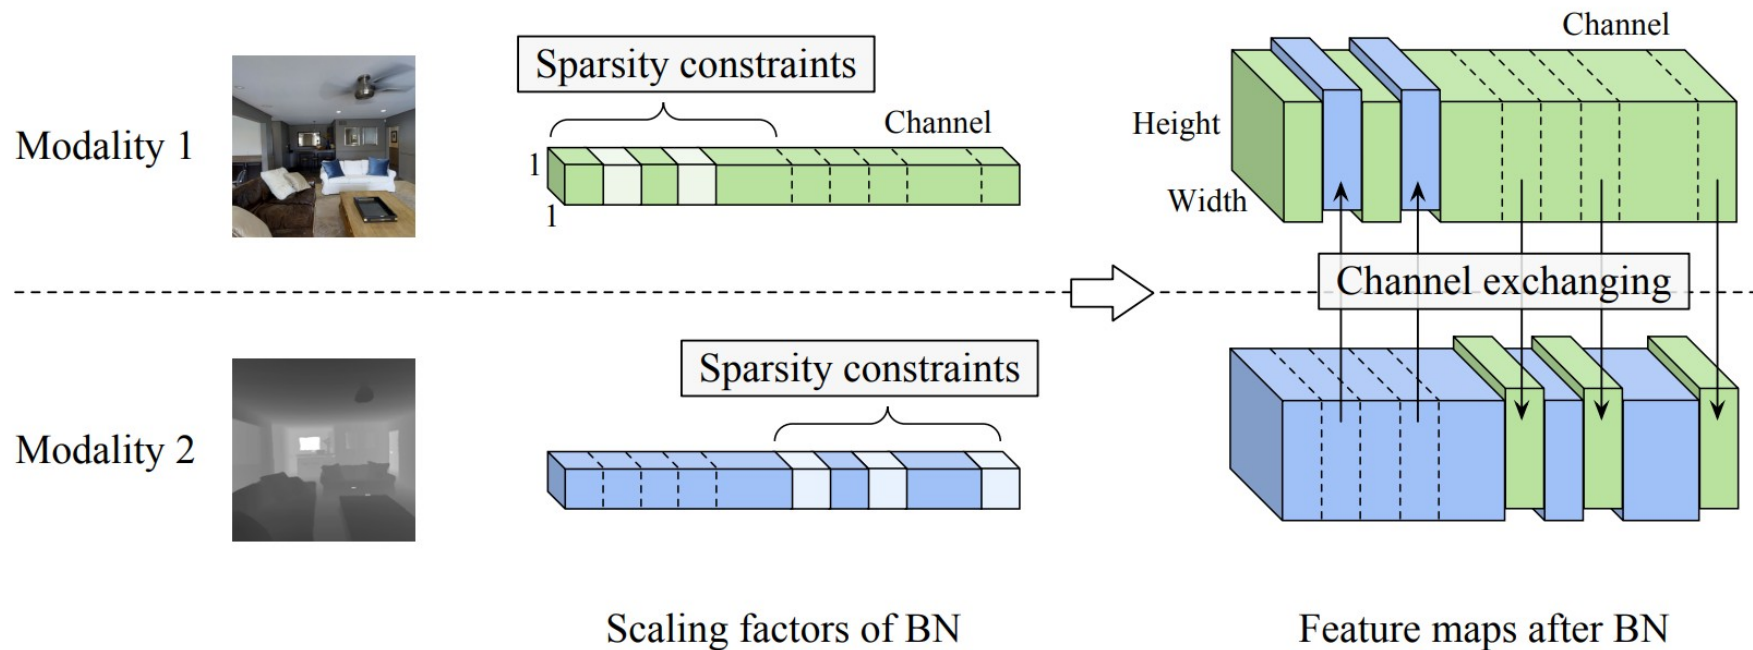 Modality 1
Sparsity constraints
Channel
1
1
Channel
Height
Width
Channel exchanging
Modality 2
Sparsity constraints
Scaling factors of BN
Feature maps after BN